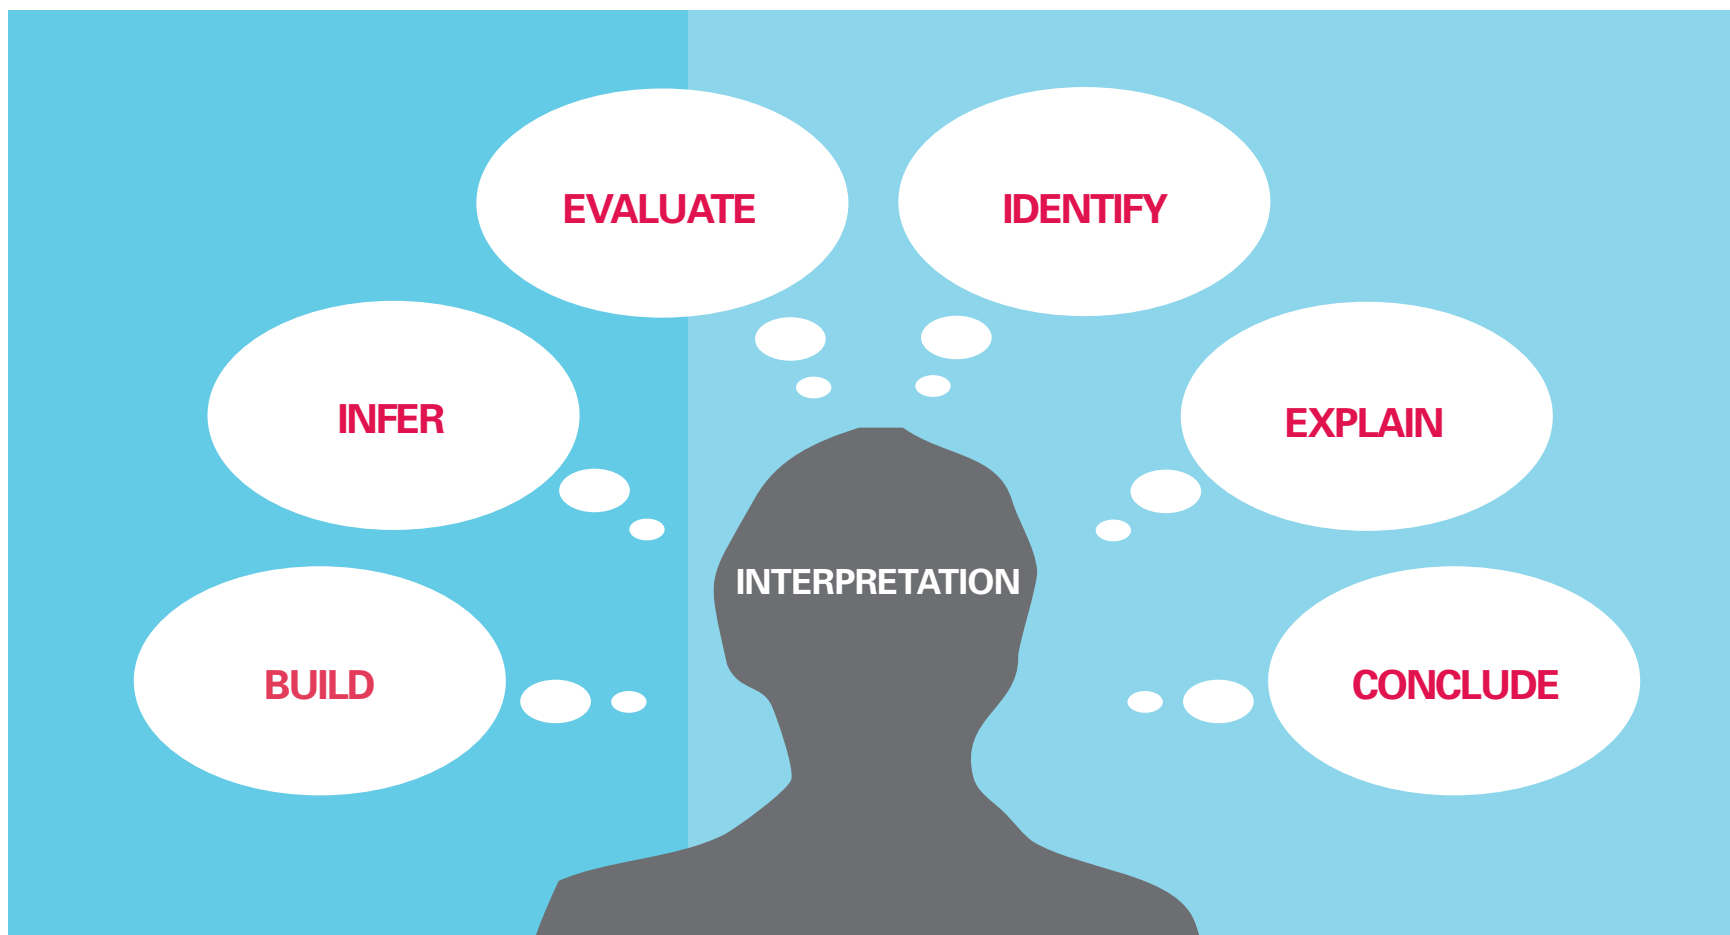 EVALUATE
IDENTIFY
INFER
EXPLAIN
INTERPRETATION
BUILD
CONCLUDE